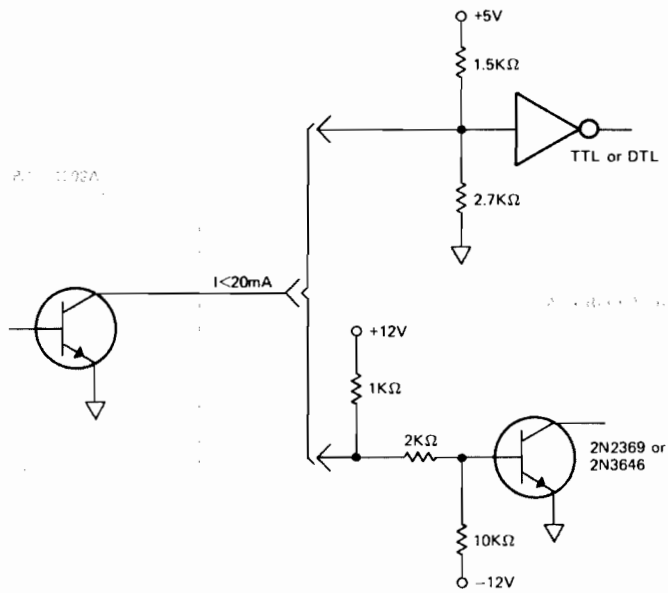 +5V
1.5KΩ
TTL or DTL
2.7KΩ
I<20mA
+12V
1KΩ
2KΩ
2N2369 or
2N3646
10KΩ
−12V